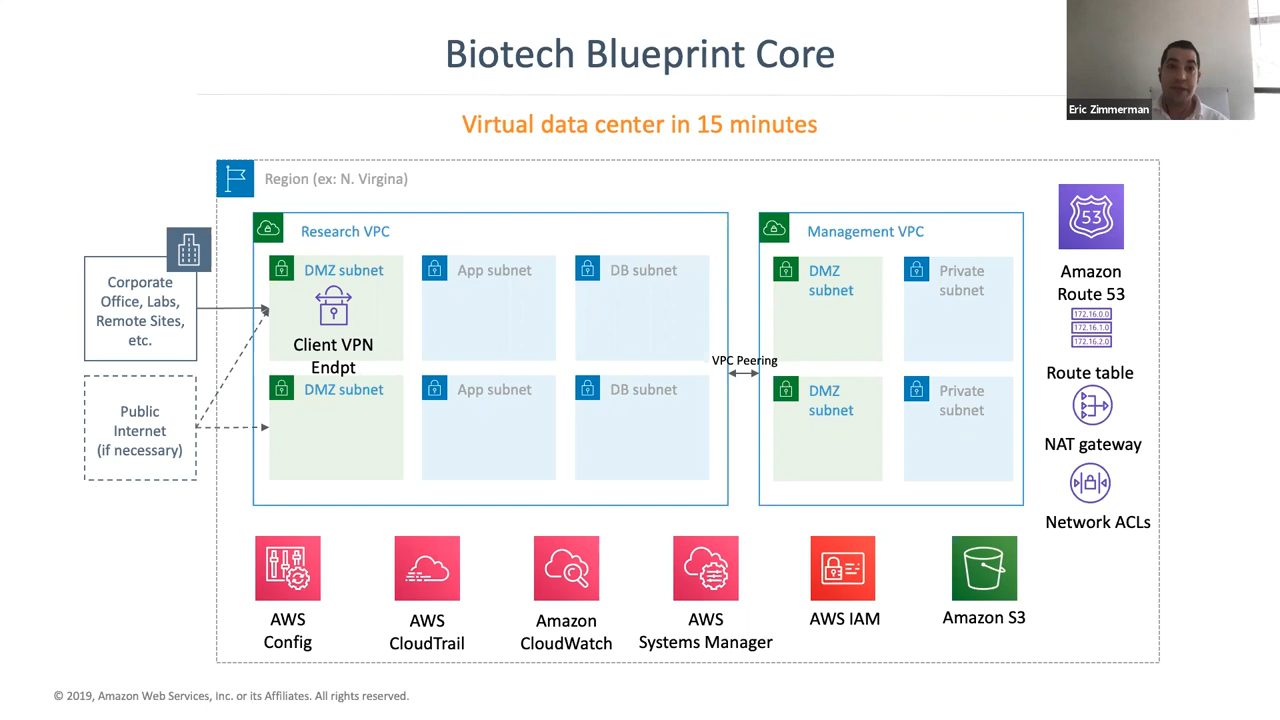 Biotech Blueprint Core
Eric Zimmerman
Virtual data center in 15 minutes
Region (ex: N. Virgina)
Research VPC
Management VPC
Corporate
Office, Labs,
Remote Sites,
etc.
Public
Internet
(if necessary)
DMZ subnet
App subnet
DB subnet
Client VPN
Endpt
DMZ subnet
App subnet
DB subnet
VPC Peering
DMZ
subnet
Private
subnet
DMZ
subnet
Private
subnet
53
Amazon
Route 53
172.16.0.0
172.16.1.0
172.16.2.0
Route table
NAT gateway
Network ACLs
AWS
Config
AWS
CloudTrail
Amazon
CloudWatch
AWS
Systems Manager
AWS IAM
Amazon S3
© 2019, Amazon Web Services, Inc. or its Affiliates. All rights reserved.